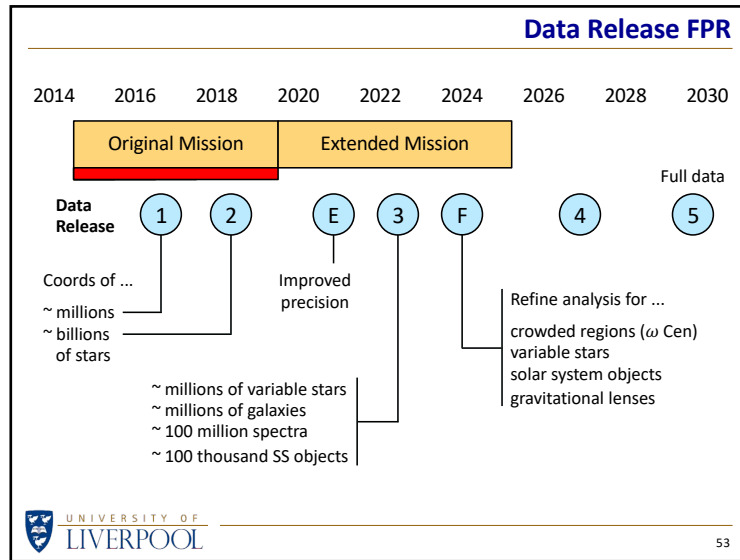 Data Release FPR
2014 2016 2018 2020 2022 2024 2026 2028 2030
Original Mission Extended Mission
Full data
Data
Release
1 2 E 3 F 4 5
Coords of ...
~ millions
~ billions
of stars
Improved
precision
Refine analysis for ...
crowded regions (ω Cen)
variable stars
solar system objects
gravitational lenses
~ millions of variable stars
~ millions of galaxies
~ 100 million spectra
~ 100 thousand SS objects
UNIVERSITY OF
LIVERPOOL
53